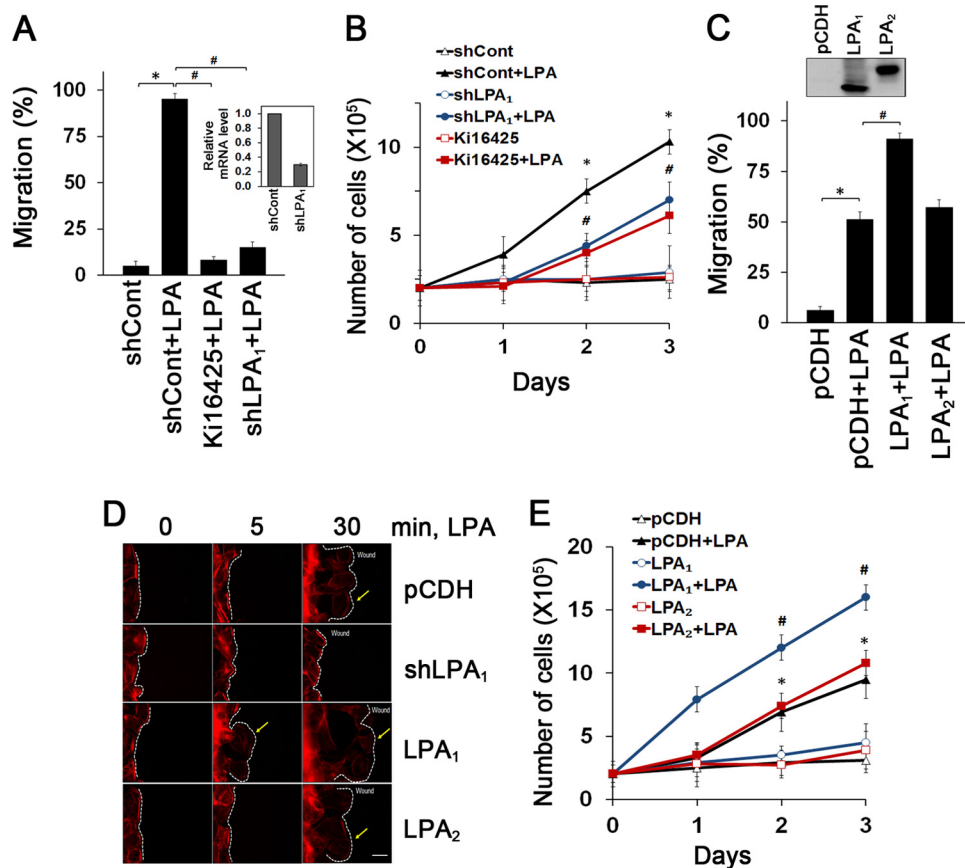 A
Migration (%)
100
75
50
25
0
*
#
#
Relative
mRNA level
1.0
0.8
0.6
0.4
0.2
0.0
shCont
shLPA₁
shCont
shCont+LPA
Ki16425+LPA
shLPA₁+LPA
B
shCont
shCont+LPA
shLPA₁
shLPA₁+LPA
Ki16425
Ki16425+LPA
Number of cells (X10⁵)
10
5
0
*
#
*
#
0
1
2
3
Days
C
pCDH
LPA₁
LPA₂
Migration (%)
100
75
50
25
0
*
#
pCDH
pCDH+LPA
LPA₁+LPA
LPA₂+LPA
D
0 5 30 min, LPA
Wound
pCDH
Wound
shLPA₁
Wound
LPA₁
Wound
LPA₂
E
pCDH
pCDH+LPA
LPA₁
LPA₁+LPA
LPA₂
LPA₂+LPA
Number of cells (X10⁵)
20
15
10
5
0
#
*
#
*
0 1 2 3
Days